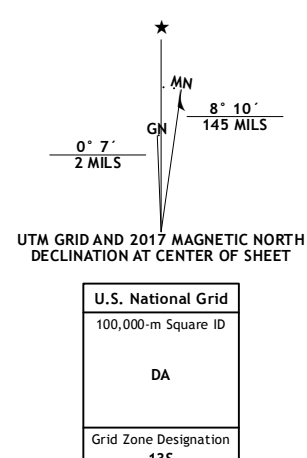 ★
MN
GN
8° 10´
145 MILS
0° 7´
2 MILS
UTM GRID AND 2017 MAGNETIC NORTH
DECLINATION AT CENTER OF SHEET
U.S. National Grid
100,000-m Square ID
DA
Grid Zone Designation
13S